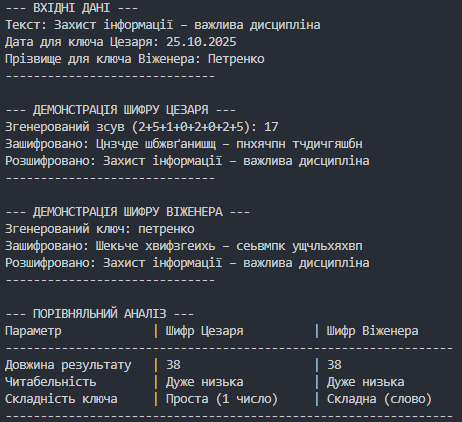 --- ВХІДНІ ДАНІ ---
Текст: Захист інформації – важлива дисципліна
Дата для ключа Цезаря: 25.10.2025
Прізвище для ключа Віженера: Петренко
------------------------------
--- ДЕМОНСТРАЦІЯ ШИФРУ ЦЕЗАРЯ ---
Згенерований зсув (2+5+1+0+2+0+2+5): 17
Зашифровано: Цнзчде шбжвґанишщ – пнхячпн тчдичгяшбн
Розшифровано: Захист інформації – важлива дисципліна
------------------------------
--- ДЕМОНСТРАЦІЯ ШИФРУ ВІЖЕНЕРА ---
Згенерований ключ: петренко
Зашифровано: Шекьче хвифзгеихь – сеьвмпк ущчльхяхвп
Розшифровано: Захист інформації – важлива дисципліна
------------------------------
--- ПОРІВНЯЛЬНИЙ АНАЛІЗ ---
Параметр | Шифр Цезаря | Шифр Віженера
----------------------------------------------------------------
Довжина результату | 38 | 38
Читабельність | Дуже низька | Дуже низька
Складність ключа | Проста (1 число) | Складна (слово)
----------------------------------------------------------------